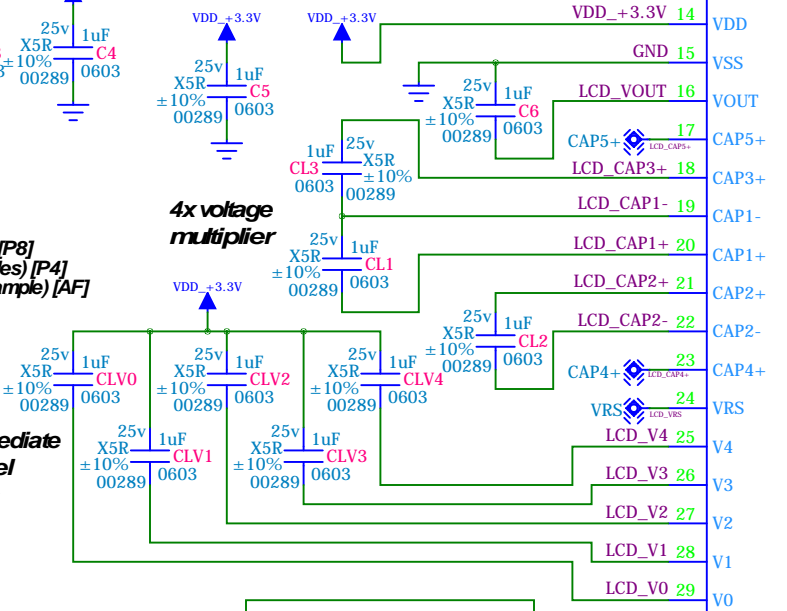 VDD_+3.3V
VDD_+3.3V
VDD_+3.3V 14 VDD
25v
1uF
X5R
C4
±10%
00289
0603
25v
1uF
X5R
C5
±10%
00289
0603
GND 15 VSS
LCD_VOUT 16 VOUT
25v
1uF
X5R
C6
±10%
00289
0603
CAP5+ LCD_CAP5+ 17 CAP5+
25v
1uF
X5R
CL3
±10%
0603
00289
LCD_CAP3+ 18 CAP3+
LCD_CAP1- 19 CAP1-
4x voltage
multiplier
25v
1uF
X5R
CL1
±10%
00289
0603
LCD_CAP1+ 20 CAP1+
[P8]
les) [P4]
ample) [AF]
VDD_+3.3V
LCD_CAP2+ 21 CAP2+
25v
1uF
X5R
CL2
±10%
00289
0603
LCD_CAP2- 22 CAP2-
CAP4+ LCD_CAP4+ 23 CAP4+
25v
1uF
X5R
CLV0
±10%
00289
0603
25v
1uF
X5R
CLV2
±10%
00289
0603
25v
1uF
X5R
CLV4
±10%
00289
0603
VRS LCD_VRS 24 VRS
ediate
el
25v
1uF
X5R
CLV1
±10%
00289
0603
25v
1uF
X5R
CLV3
±10%
00289
0603
LCD_V4 25 V4
LCD_V3 26 V3
LCD_V2 27 V2
LCD_V1 28 V1
LCD_V0 29 V0